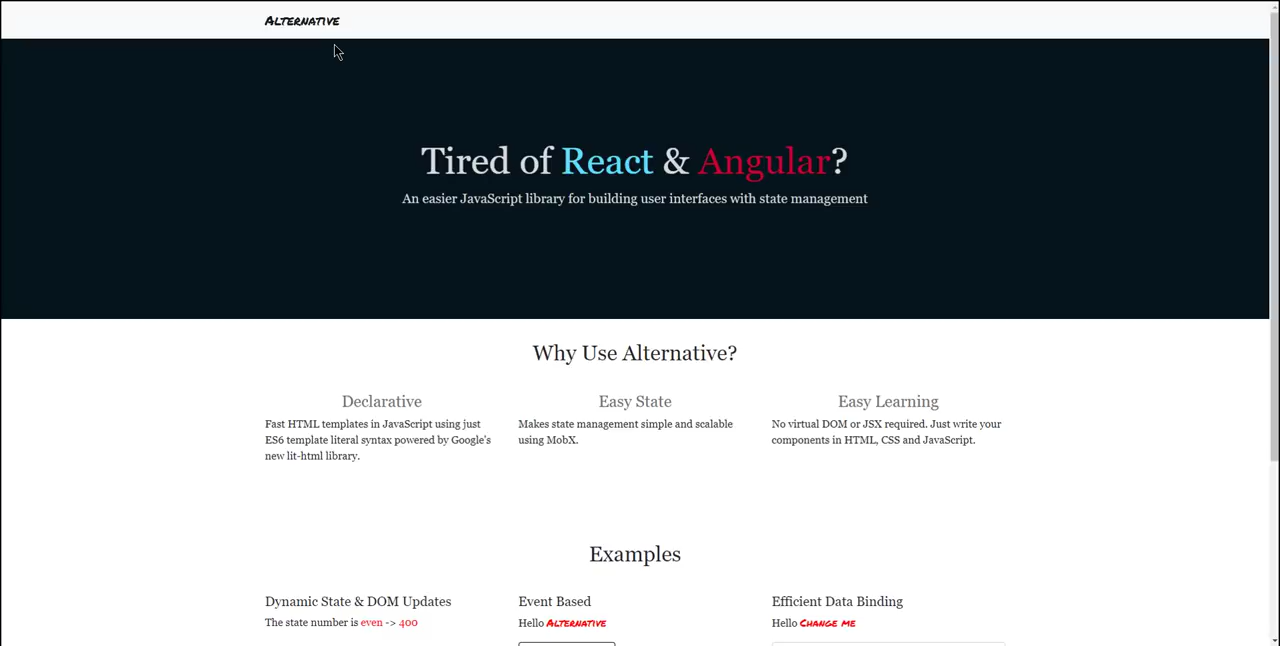 ALTERNATIVE
Tired of React & Angular?
An easier JavaScript library for building user interfaces with state management
Why Use Alternative?
Declarative
Fast HTML templates in JavaScript using just
ES6 template literal syntax powered by Google's
new lit-html library.
Easy State
Makes state management simple and scalable
using MobX.
Easy Learning
No virtual DOM or JSX required. Just write your
components in HTML, CSS and JavaScript.
Examples
Dynamic State & DOM Updates
The state number is even -> 400
Event Based
Hello ALTERNATIVE
Efficient Data Binding
Hello CHANGE ME